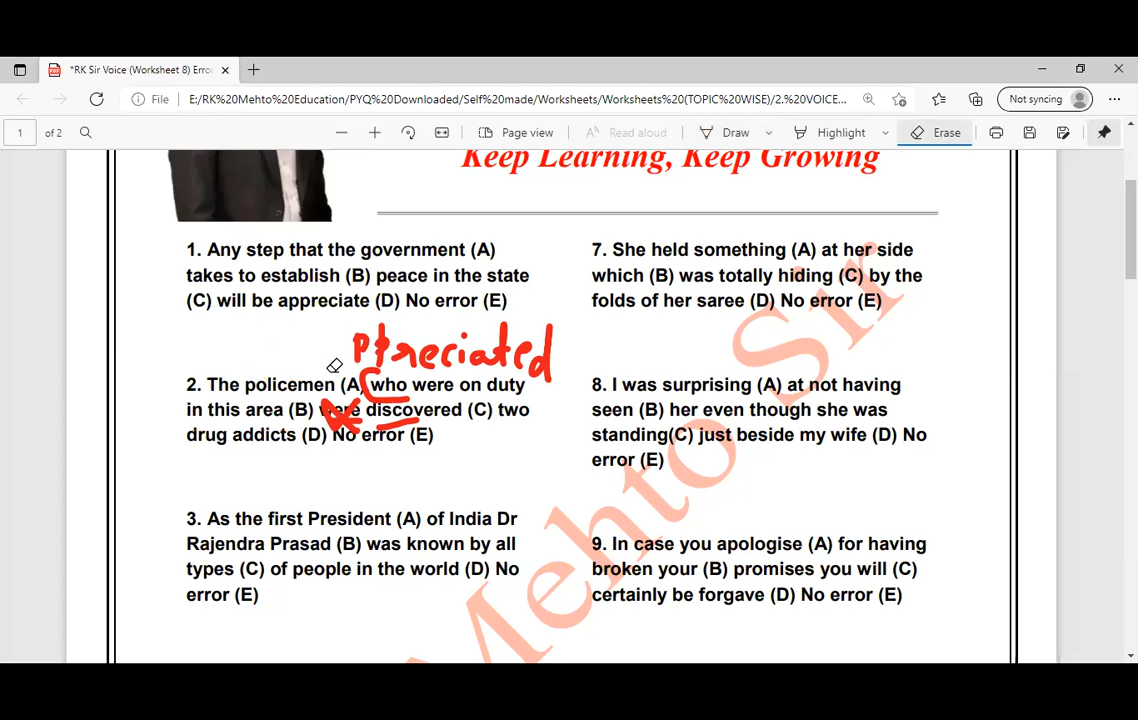 *RK Sir Voice (Worksheet 8) Erro
File E:/RK%20Mehto%20Education/PYQ%20Downloaded/Self%20made/Worksheets/Worksheets%20(TOPIC%20WISE)/2.%20VOICE... Not syncing
1 of 2 Page view Read aloud Draw Highlight Erase
Keep Learning, Keep Growing
1. Any step that the government (A)
takes to establish (B) peace in the state
(C) will be appreciate (D) No error (E)
preciated
2. The policemen (A) who were on duty
in this area (B) were discovered (C) two
drug addicts (D) No error (E)
3. As the first President (A) of India Dr
Rajendra Prasad (B) was known by all
types (C) of people in the world (D) No
error (E)
7. She held something (A) at her side
which (B) was totally hiding (C) by the
folds of her saree (D) No error (E)
8. I was surprising (A) at not having
seen (B) her even though she was
standing(C) just beside my wife (D) No
error (E)
9. In case you apologise (A) for having
broken your (B) promises you will (C)
certainly be forgave (D) No error (E)
Mehto Sir